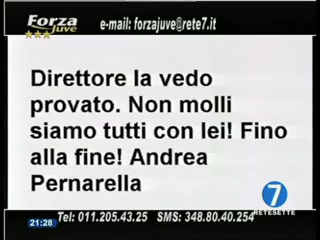 Forza
Juve
e-mail: forzajuve@rete7.it
Direttore la vedo
provato. Non molli
siamo tutti con lei! Fino
alla fine! Andrea
Pernarella
7
RETESETTE
21:28
Tel: 011.205.43.25 SMS: 348.80.40.254